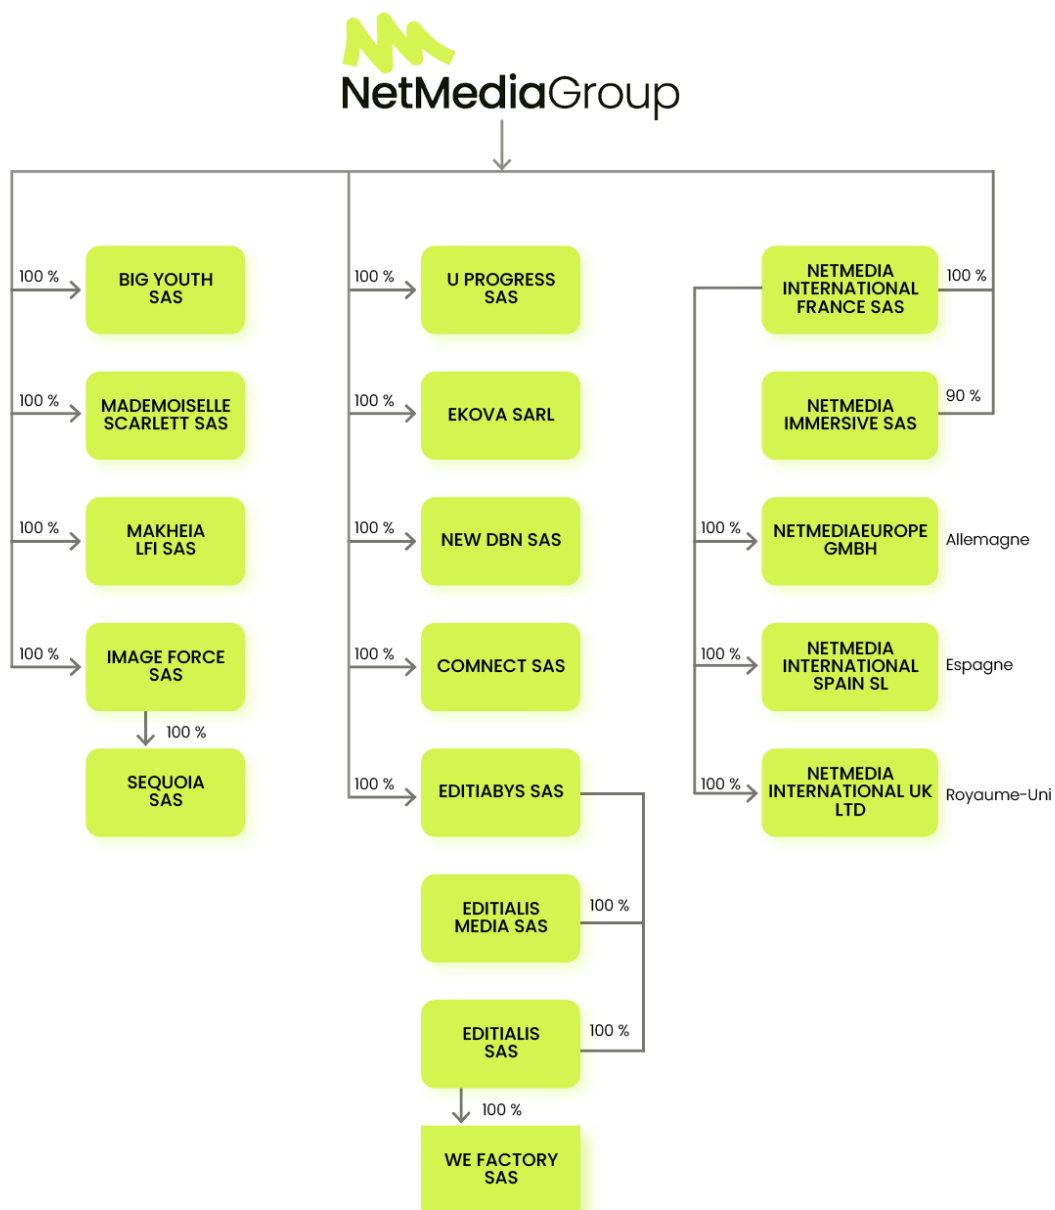 NetMediaGroup
100 %
BIG YOUTH
SAS
100 %
MADEMOISELLE
SCARLETT SAS
100 %
MAKHEIA
LFI SAS
100 %
IMAGE FORCE
SAS
100 %
SEQUOIA
SAS
100 %
U PROGRESS
SAS
100 %
EKOVA SARL
100 %
NEW DBN SAS
100 %
COMNECT SAS
100 %
EDITIABYS SAS
EDITIALIS
MEDIA SAS
100 %
EDITIALIS
SAS
100 %
100 %
WE FACTORY
SAS
NETMEDIA
INTERNATIONAL
FRANCE SAS
100 %
NETMEDIA
IMMERSIVE SAS
90 %
100 %
NETMEDIAEUROPE
GMBH
Allemagne
100 %
NETMEDIA
INTERNATIONAL
SPAIN SL
Espagne
100 %
NETMEDIA
INTERNATIONAL UK
LTD
Royaume-Uni